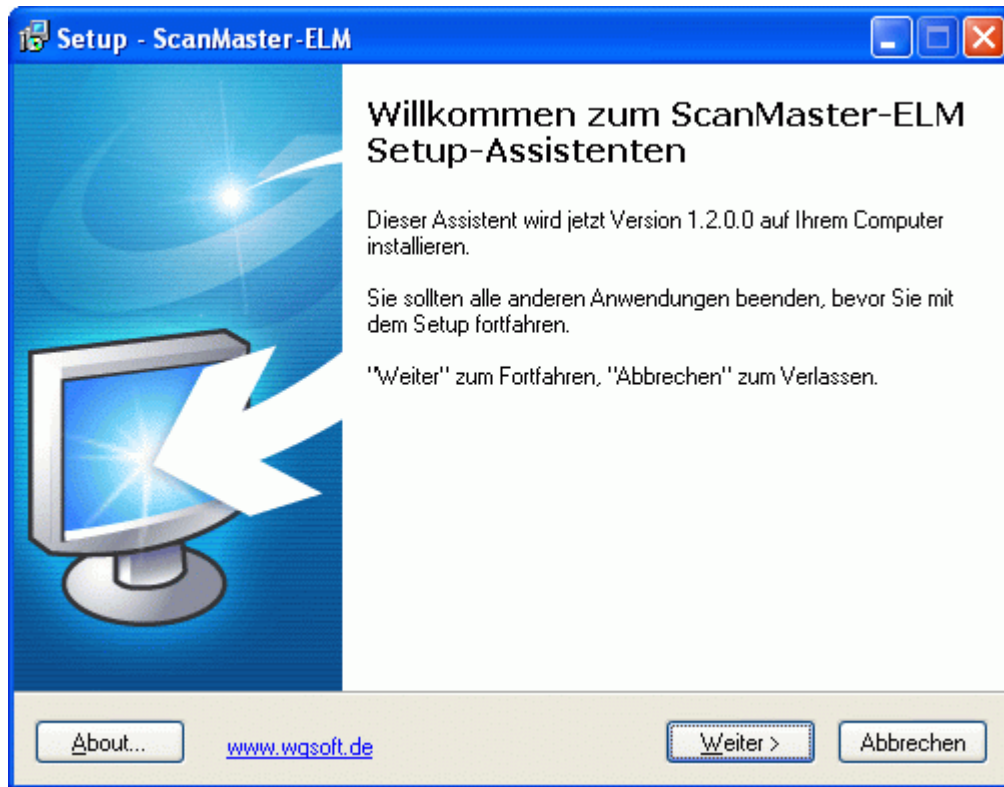 Setup - ScanMaster-ELM
Willkommen zum ScanMaster-ELM
Setup-Assistenten
Dieser Assistent wird jetzt Version 1.2.0.0 auf Ihrem Computer
installieren.
Sie sollten alle anderen Anwendungen beenden, bevor Sie mit
dem Setup fortfahren.
"Weiter" zum Fortfahren, "Abbrechen" zum Verlassen.
About...
www.wgsoft.de
Weiter >
Abbrechen